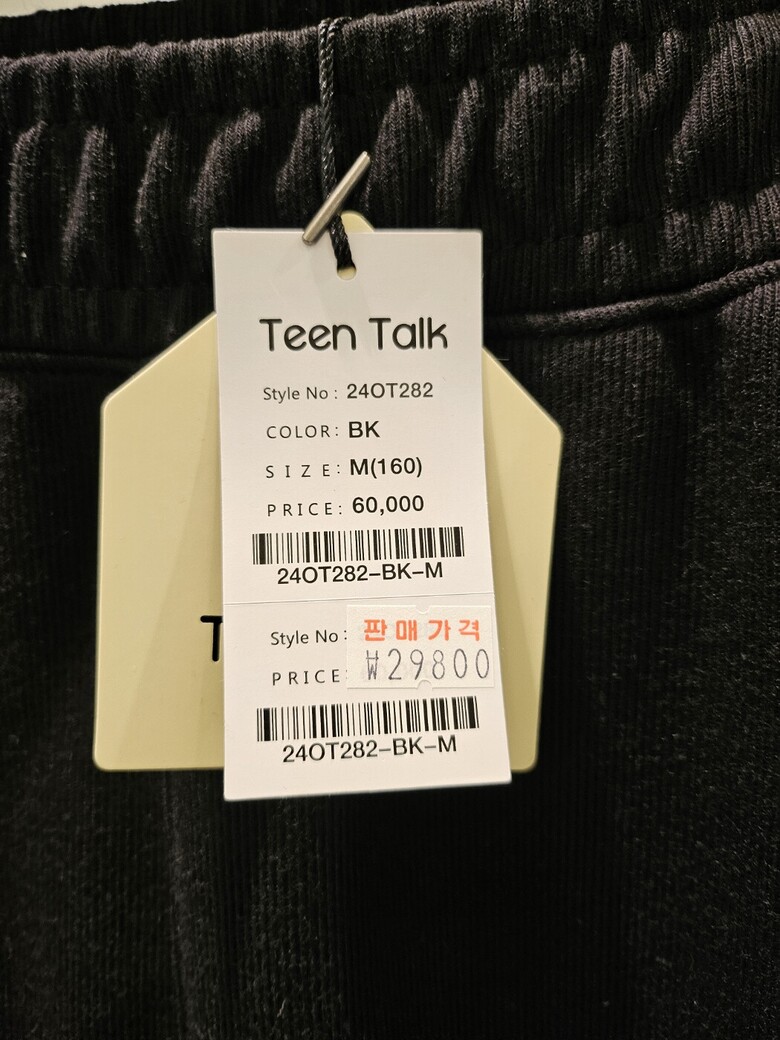 Teen Talk
Style No : 24OT282
COLOR: BK
SIZE: M(160)
PRICE: 60,000
24OT282-BK-M
Style No :
판매가격
PRICE: ₩29800
24OT282-BK-M
T